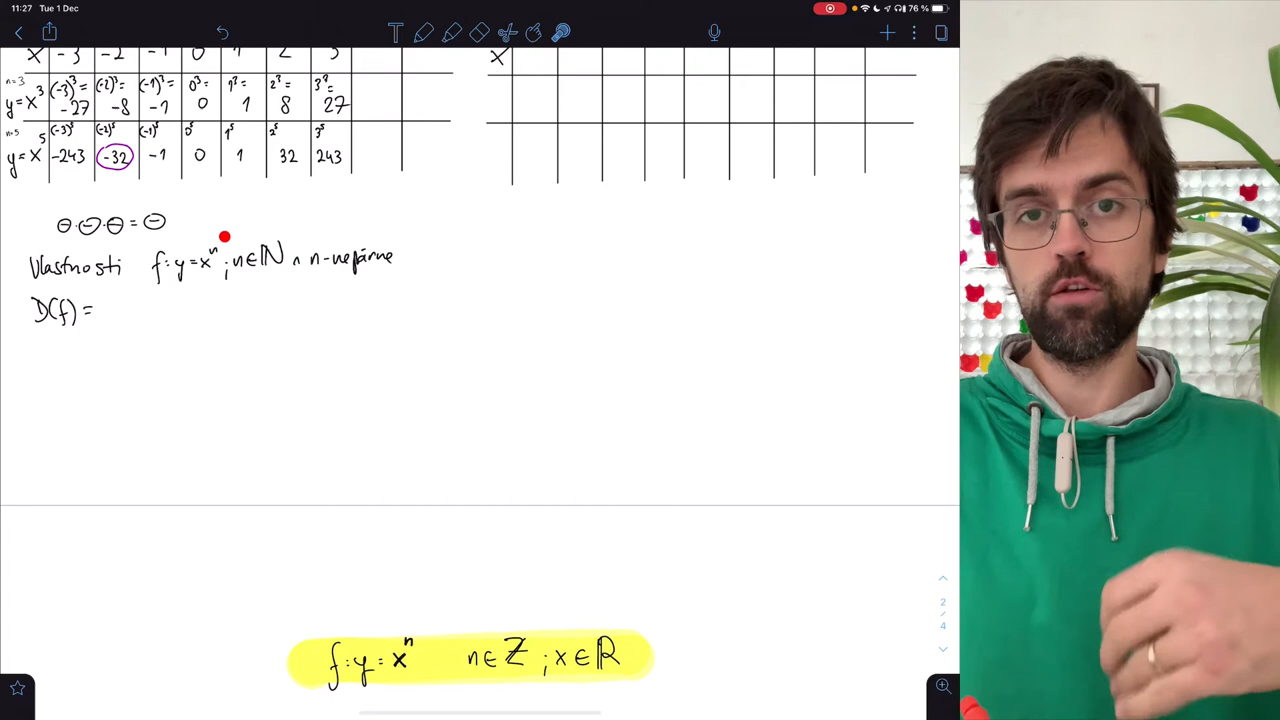 11:27 Tue 1 Dec
76 %
T
x -3 -2 -1 0 1 2 3
x
n=3 (-3)³= (-2)³= (-1)³= 0³= 1³= 2³= 3³=
y=x³ -27 -8 -1 0 1 8 27
n=5 (-3)⁵ (-2)⁵ (-1)⁵ 0⁵ 1⁵ 2⁵ 3⁵
y=x⁵ -243 -32 -1 0 1 32 243
⊖·⊖·⊖=⊖
Vlastnosti f:y=xⁿ ;n∈ℕ ∧ n-nepárne
D(f)=
2
/
4
f:y=xⁿ n∈ℤ ;x∈ℝ